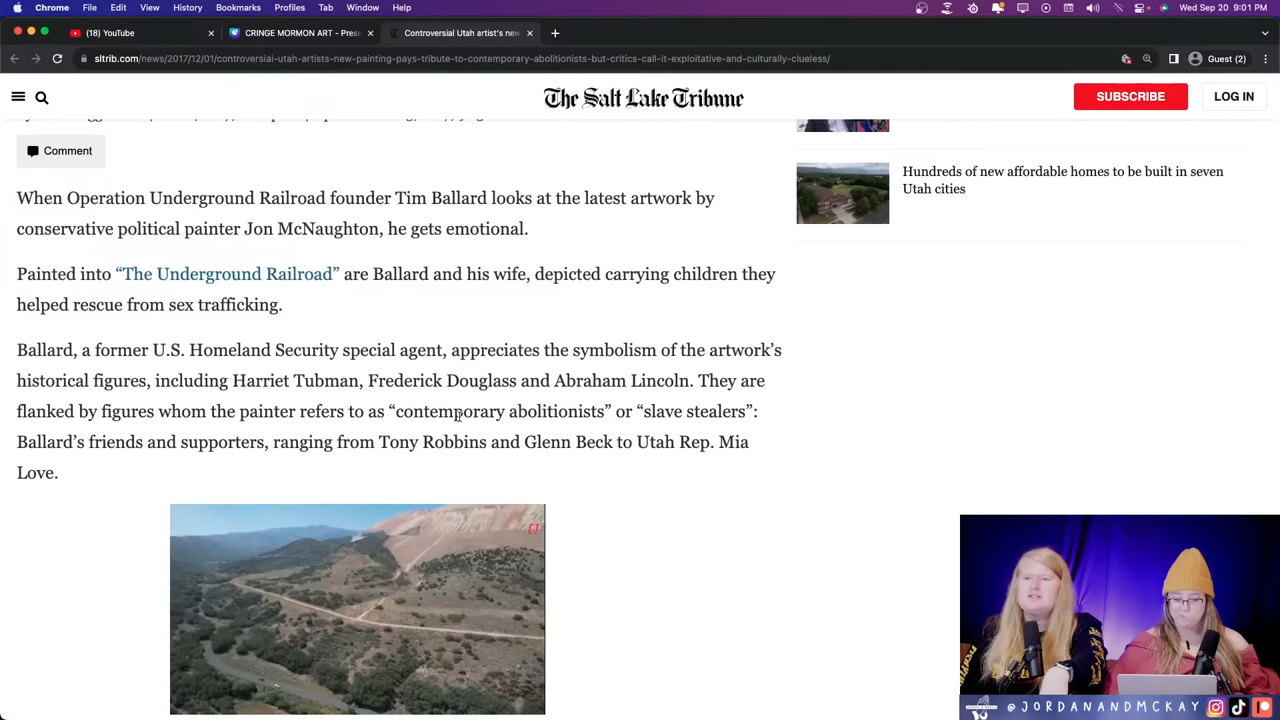 Chrome File Edit View History Bookmarks Profiles Tab Window Help Wed Sep 20 9:01 PM
(18) YouTube
CRINGE MORMON ART - Prese
Controversial Utah artist's new
sltrib.com/news/2017/12/01/controversial-utah-artists-new-painting-pays-tribute-to-contemporary-abolitionists-but-critics-call-it-exploitative-and-culturally-clueless/
Guest (2)
The Salt Lake Tribune
SUBSCRIBE
LOG IN
Comment
Hundreds of new affordable homes to be built in seven
Utah cities
When Operation Underground Railroad founder Tim Ballard looks at the latest artwork by
conservative political painter Jon McNaughton, he gets emotional.
Painted into “The Underground Railroad” are Ballard and his wife, depicted carrying children they
helped rescue from sex trafficking.
Ballard, a former U.S. Homeland Security special agent, appreciates the symbolism of the artwork’s
historical figures, including Harriet Tubman, Frederick Douglass and Abraham Lincoln. They are
flanked by figures whom the painter refers to as “contemporary abolitionists” or “slave stealers”:
Ballard’s friends and supporters, ranging from Tony Robbins and Glenn Beck to Utah Rep. Mia
Love.
@JORDANANDMCKAY